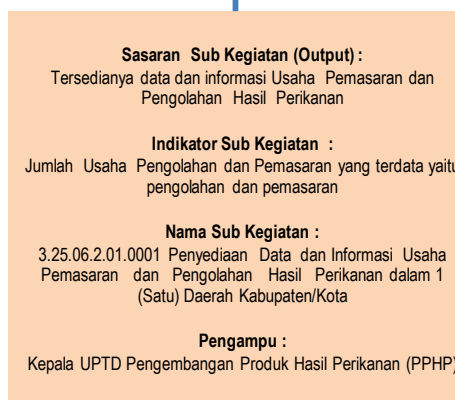 Sasaran Sub Kegiatan (Output) :
Tersedianya data dan informasi Usaha Pemasaran dan
Pengolahan Hasil Perikanan
Indikator Sub Kegiatan :
Jumlah Usaha Pengolahan dan Pemasaran yang terdata yaitu
pengolahan dan pemasaran
Nama Sub Kegiatan :
3.25.06.2.01.0001 Penyediaan Data dan Informasi Usaha
Pemasaran dan Pengolahan Hasil Perikanan dalam 1
(Satu) Daerah Kabupaten/Kota
Pengampu :
Kepala UPTD Pengembangan Produk Hasil Perikanan (PPHP)